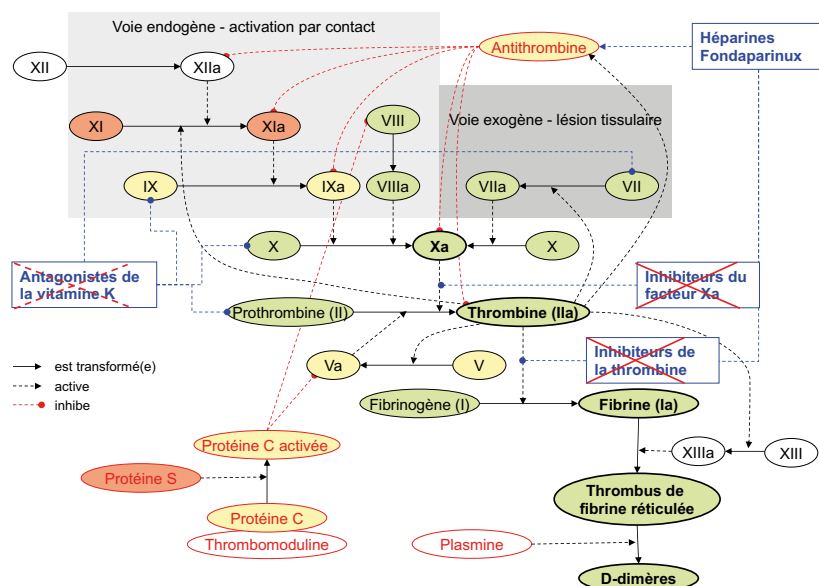 Voie endogène - activation par contact
Antithrombine
Héparines
Fondaparinux
XII
XIIa
XI
XIa
VIII
Voie exogène - lésion tissulaire
IX
IXa
VIIIa
VIIa
VII
X
Xa
X
Antagonistes de
la vitamine K
Inhibiteurs du
facteur Xa
Prothrombine (II)
Thrombine (IIa)
Inhibiteurs de
la thrombine
est transformé(e)
active
inhibe
Va
V
Fibrinogène (I)
Fibrine (Ia)
Protéine C activée
XIIIa
XIII
Protéine S
Thrombus de
fibrine réticulée
Protéine C
Thrombomoduline
Plasmine
D-dimères